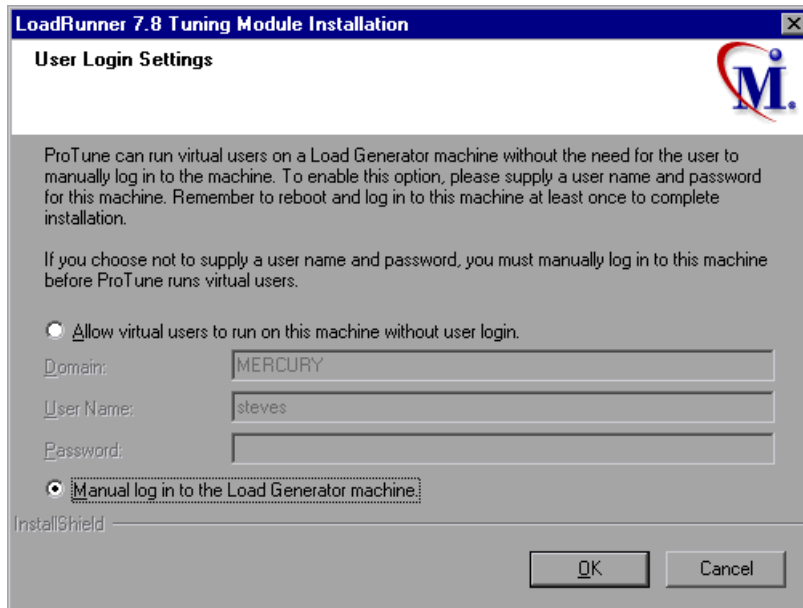 LoadRunner 7.8 Tuning Module Installation
User Login Settings
M.
ProTune can run virtual users on a Load Generator machine without the need for the user to
manually log in to the machine. To enable this option, please supply a user name and password
for this machine. Remember to reboot and log in to this machine at least once to complete
installation.
If you choose not to supply a user name and password, you must manually log in to this machine
before ProTune runs virtual users.
Allow virtual users to run on this machine without user login.
Domain:
MERCURY
User Name:
steves
Password:
Manual log in to the Load Generator machine.
InstallShield
OK
Cancel